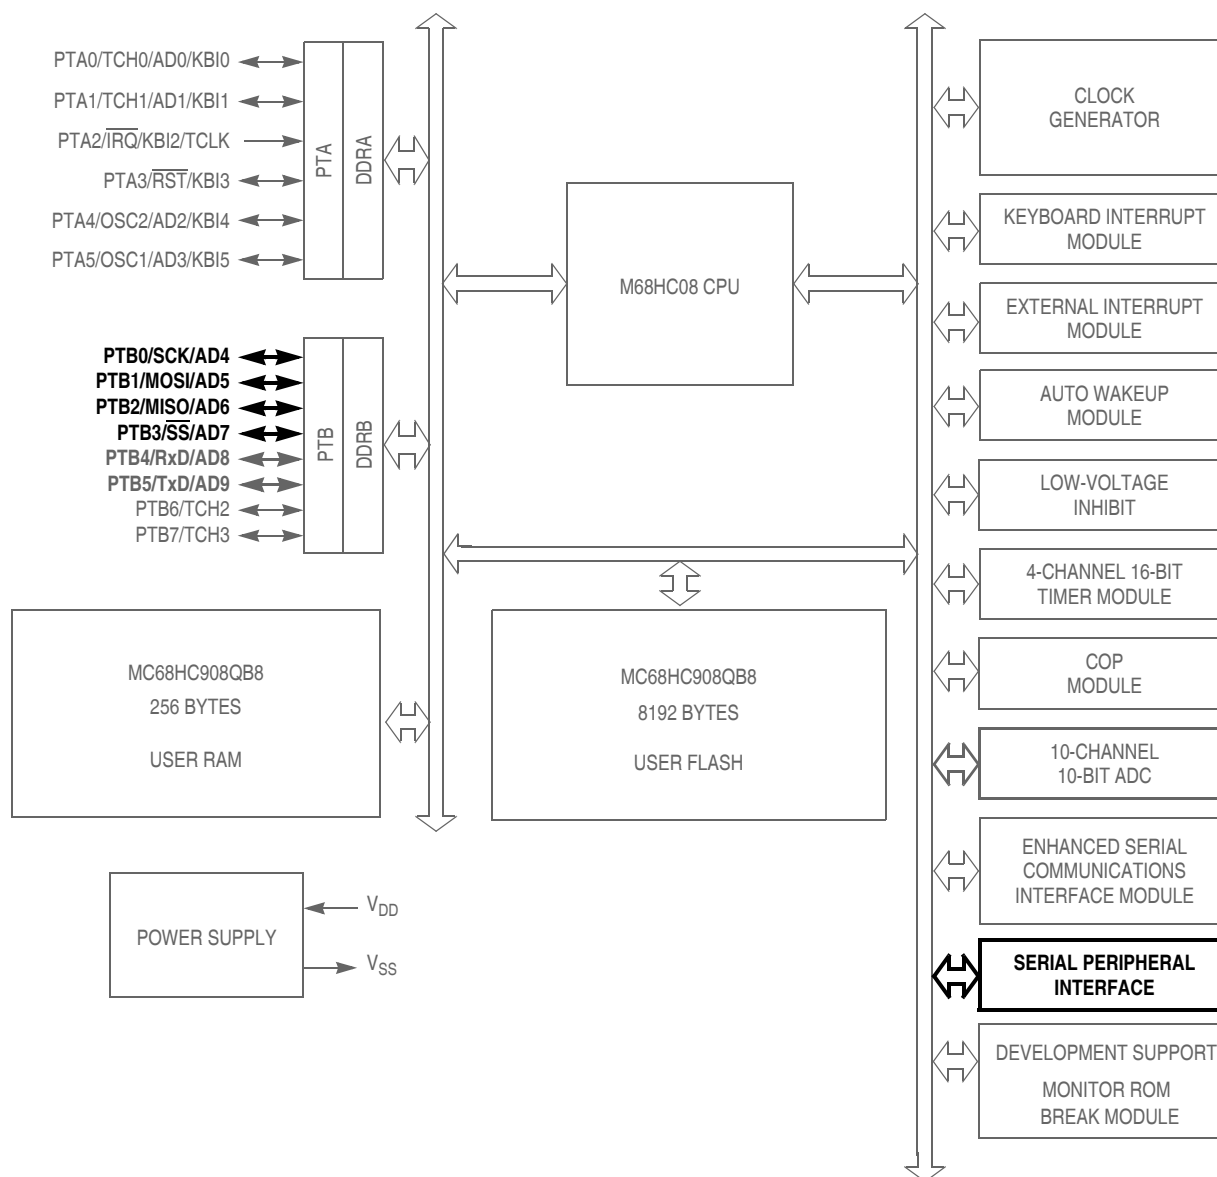 PTA0/TCH0/AD0/KBI0
PTA1/TCH1/AD1/KBI1
PTA2/I̅R̅Q̅/KBI2/TCLK
PTA3/R̅S̅T̅/KBI3
PTA4/OSC2/AD2/KBI4
PTA5/OSC1/AD3/KBI5
PTA
DDRA
PTB0/SCK/AD4
PTB1/MOSI/AD5
PTB2/MISO/AD6
PTB3/S̅S̅/AD7
PTB4/RxD/AD8
PTB5/TxD/AD9
PTB6/TCH2
PTB7/TCH3
PTB
DDRB
M68HC08 CPU
MC68HC908QB8
256 BYTES
USER RAM
MC68HC908QB8
8192 BYTES
USER FLASH
POWER SUPPLY
VDD
VSS
CLOCK
GENERATOR
KEYBOARD INTERRUPT
MODULE
EXTERNAL INTERRUPT
MODULE
AUTO WAKEUP
MODULE
LOW-VOLTAGE
INHIBIT
4-CHANNEL 16-BIT
TIMER MODULE
COP
MODULE
10-CHANNEL
10-BIT ADC
ENHANCED SERIAL
COMMUNICATIONS
INTERFACE MODULE
SERIAL PERIPHERAL
INTERFACE
DEVELOPMENT SUPPORT
MONITOR ROM
BREAK MODULE